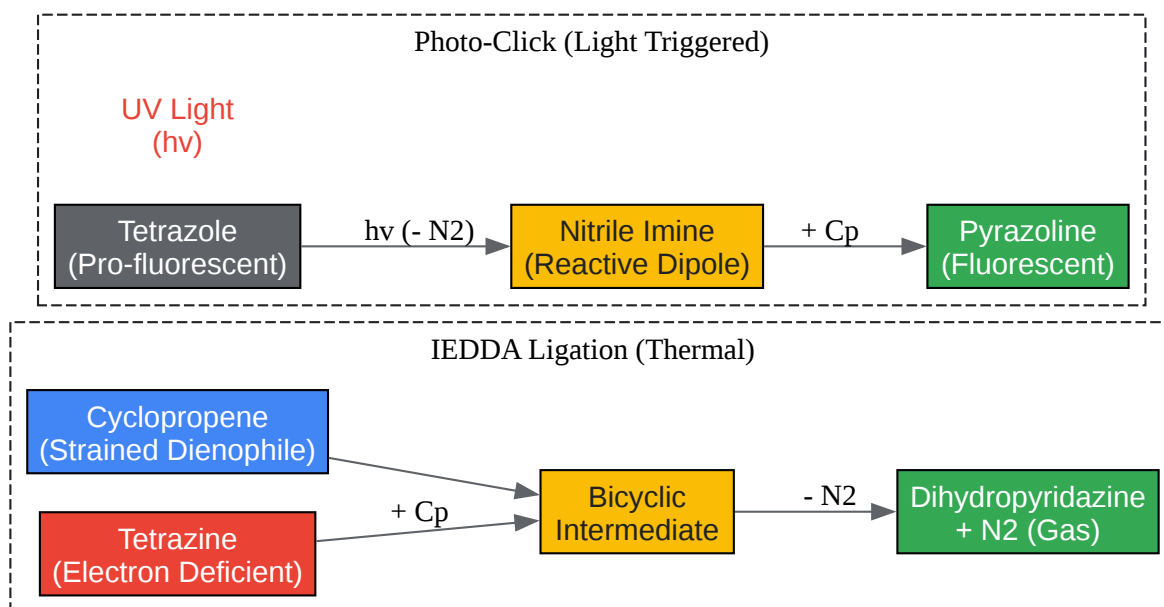 Photo-Click (Light Triggered)
UV Light
(hv)
Tetrazole
(Pro-fluorescent)
hv (- N2)
Nitrile Imine
(Reactive Dipole)
+ Cp
Pyrazoline
(Fluorescent)
IEDDA Ligation (Thermal)
Cyclopropene
(Strained Dienophile)
Tetrazine
(Electron Deficient)
+ Cp
Bicyclic
Intermediate
- N2
Dihydropyridazine
+ N2 (Gas)